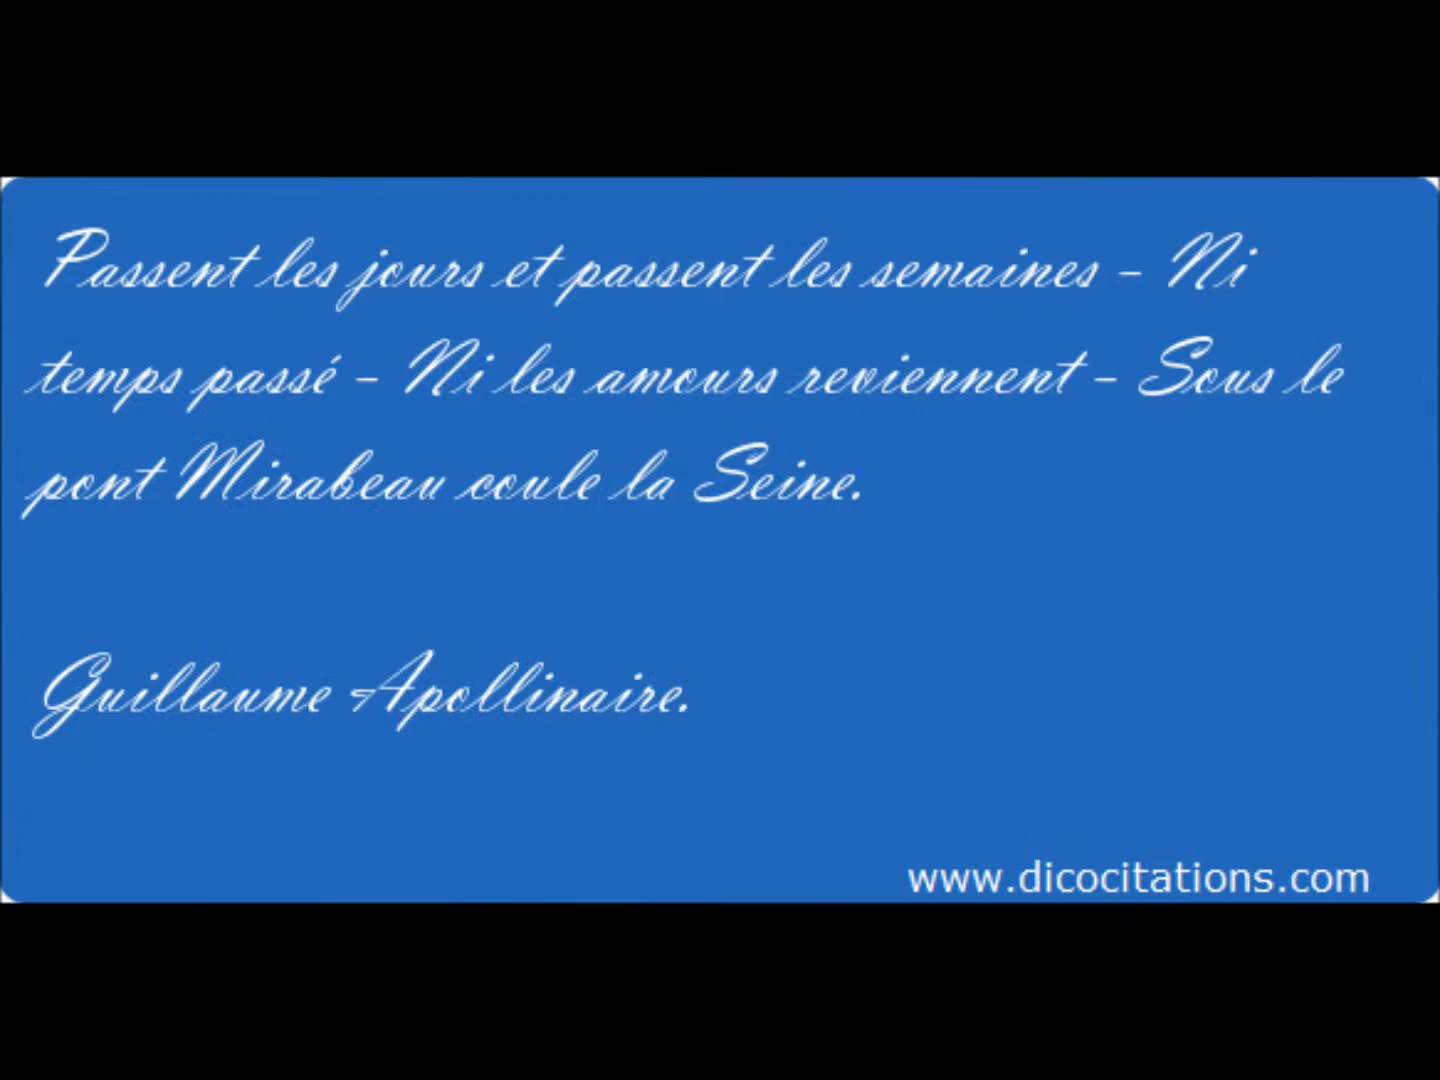 Passent les jours et passent les semaines - Ni
temps passé - Ni les amours reviennent - Sous le
pont Mirabeau coule la Seine.
Guillaume Apollinaire.
www.dicocitations.com